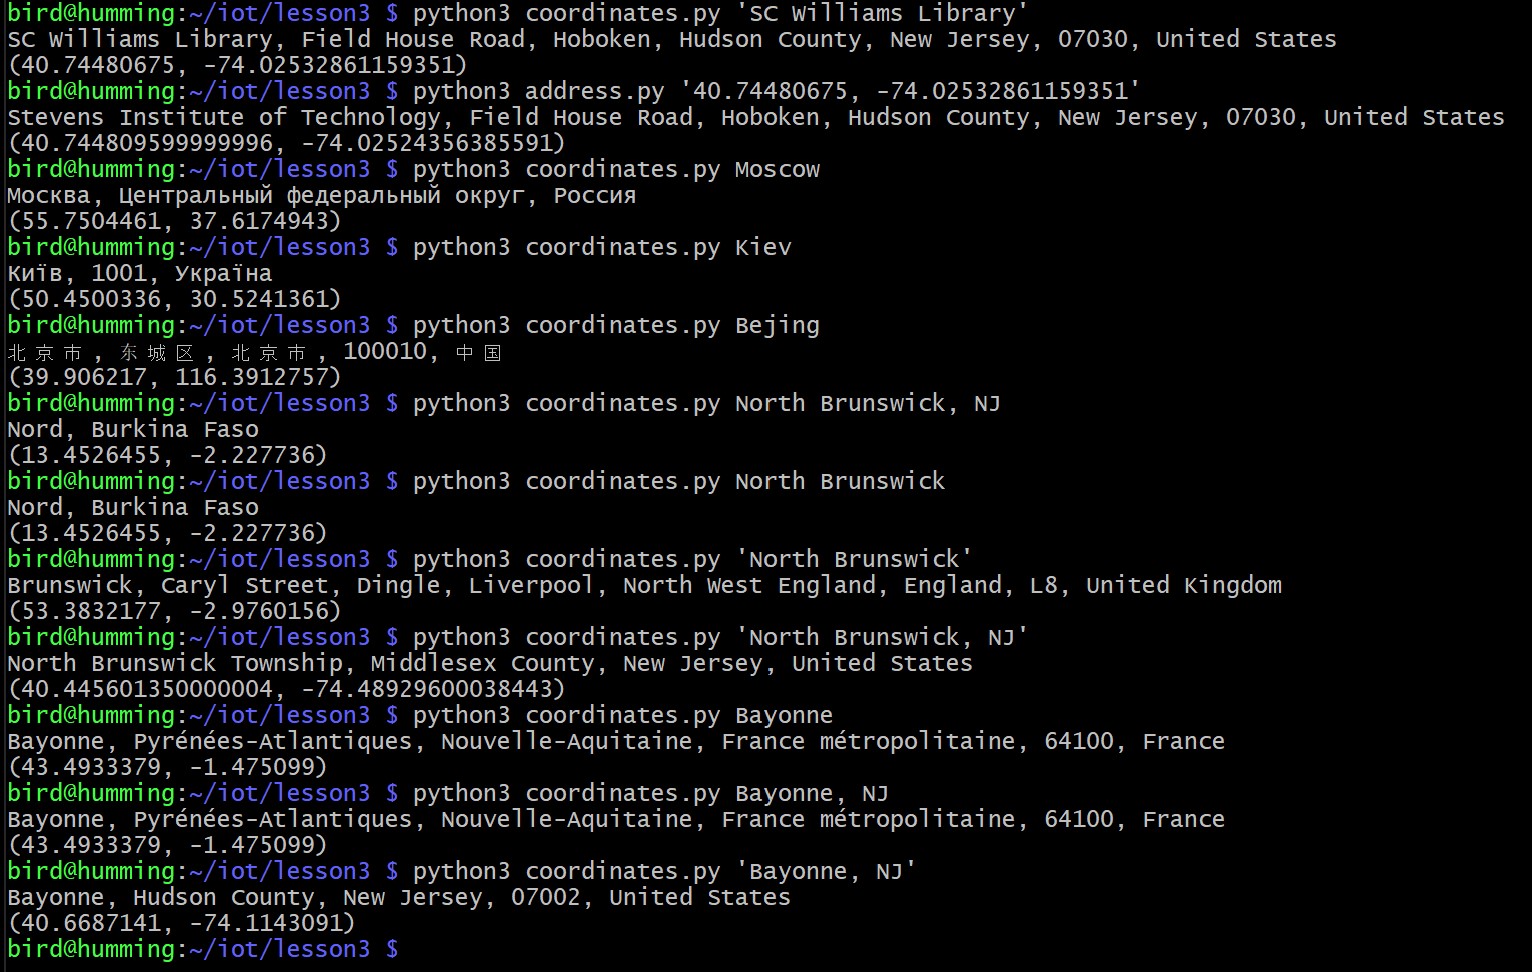 bird@humming:~/iot/lesson3 $ python3 coordinates.py 'SC Williams Library'
SC Williams Library, Field House Road, Hoboken, Hudson County, New Jersey, 07030, United States
(40.74480675, -74.02532861159351)
bird@humming:~/iot/lesson3 $ python3 address.py '40.74480675, -74.02532861159351'
Stevens Institute of Technology, Field House Road, Hoboken, Hudson County, New Jersey, 07030, United States
(40.744809599999996, -74.02524356385591)
bird@humming:~/iot/lesson3 $ python3 coordinates.py Moscow
Москва, Центральный федеральный округ, Россия
(55.7504461, 37.6174943)
bird@humming:~/iot/lesson3 $ python3 coordinates.py Kiev
Київ, 1001, Україна
(50.4500336, 30.5241361)
bird@humming:~/iot/lesson3 $ python3 coordinates.py Bejing
北京市, 东城区, 北京市, 100010, 中国
(39.906217, 116.3912757)
bird@humming:~/iot/lesson3 $ python3 coordinates.py North Brunswick, NJ
Nord, Burkina Faso
(13.4526455, -2.227736)
bird@humming:~/iot/lesson3 $ python3 coordinates.py North Brunswick
Nord, Burkina Faso
(13.4526455, -2.227736)
bird@humming:~/iot/lesson3 $ python3 coordinates.py 'North Brunswick'
Brunswick, Caryl Street, Dingle, Liverpool, North West England, England, L8, United Kingdom
(53.3832177, -2.9760156)
bird@humming:~/iot/lesson3 $ python3 coordinates.py 'North Brunswick, NJ'
North Brunswick Township, Middlesex County, New Jersey, United States
(40.445601350000004, -74.48929600038443)
bird@humming:~/iot/lesson3 $ python3 coordinates.py Bayonne
Bayonne, Pyrénées-Atlantiques, Nouvelle-Aquitaine, France métropolitaine, 64100, France
(43.4933379, -1.475099)
bird@humming:~/iot/lesson3 $ python3 coordinates.py Bayonne, NJ
Bayonne, Pyrénées-Atlantiques, Nouvelle-Aquitaine, France métropolitaine, 64100, France
(43.4933379, -1.475099)
bird@humming:~/iot/lesson3 $ python3 coordinates.py 'Bayonne, NJ'
Bayonne, Hudson County, New Jersey, 07002, United States
(40.6687141, -74.1143091)
bird@humming:~/iot/lesson3 $